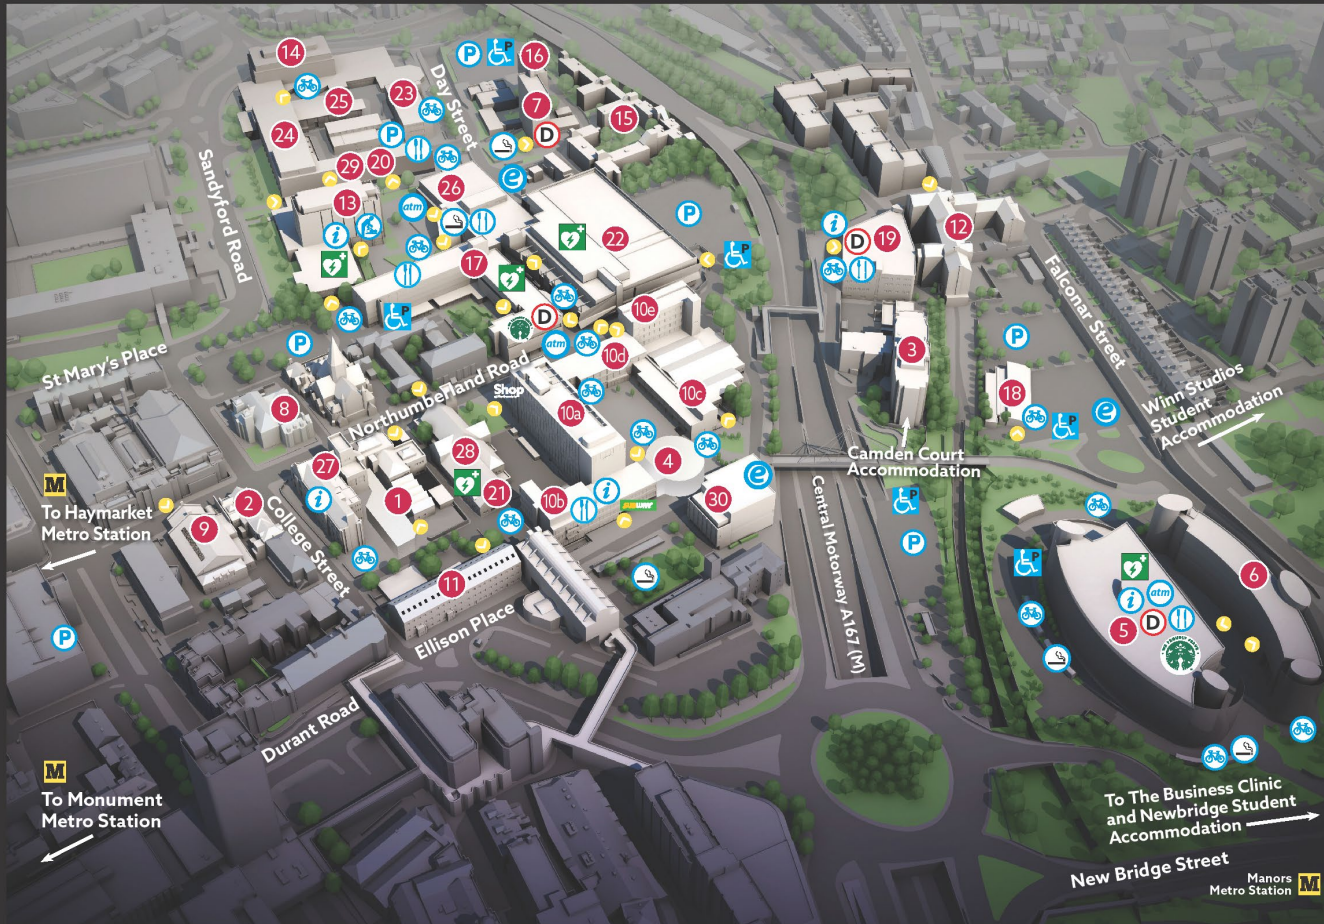 14
P
P
16
Day Street
25
23
7
D
15
24
P
29
20
e
Sandyford Road
26
13
atm
P
i
12
i
D
19
22
P
17
Falconar Street
P
10e
D
P
atm
10d
P
St Mary's Place
3
Northumberland Road
Shop
10c
18
8
10a
e
P
Winn Studios
Student
Accommodation
28
27
4
Camden Court
Accommodation
e
M
To Haymarket
Metro Station
i
1
21
10b
i
SUBWAY
30
2
9
College Street
P
Central Motorway A167 (M)
P
P
11
6
i
atm
5
D
P
Ellison Place
Durant Road
M
To Monument
Metro Station
To The Business Clinic
and Newbridge Student
Accommodation
New Bridge Street
Manors
Metro Station
M